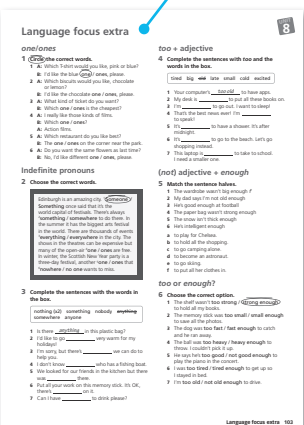 UNIT
8
Language focus extra
one/ones
1 Circle the correct words.
1 A: Which T-shirt would you like, pink or blue?
B: I'd like the blue one / ones, please.
2 A: Which biscuits would you like, chocolate
or lemon?
B: I'd like the chocolate one / ones, please.
3 A: What kind of ticket do you want?
B: Which one / ones is the cheapest?
4 A: I really like those kinds of films.
B: Which one / ones?
A: Action films.
5 A: Which restaurant do you like best?
B: The one / ones on the corner near the park.
6 A: Do you want the same flowers as last time?
B: No, I'd like different one / ones, please.
Indefinite pronouns
2 Choose the correct words.
Edinburgh is an amazing city. ¹Someone /
Something once said that it's the
world capital of festivals. There's always
²something / somewhere to do there. In
the summer it has the biggest arts festival
in the world. There are thousands of events
³everything / everywhere in the city. The
shows in the theatres can be expensive but
many of the open-air ⁴one / ones are free.
In winter, the Scottish New Year party is a
three-day festival, another ⁵one / ones that
⁶nowhere / no one wants to miss.
3 Complete the sentences with the words in
the box.
nothing (x2) something nobody anything
somewhere anyone
1 Is there anything in this plastic bag?
2 I'd like to go ______ very warm for my
holidays!
3 I'm sorry, but there's ______ we can do to
help you.
4 I don't know ______ who has a fishing boat.
5 We looked for our friends in the kitchen but there
was ______ there.
6 Put all your work on this memory stick. It's OK,
there's ______ on it.
7 Can I have ______ to drink please?
too + adjective
4 Complete the sentences with too and the
words in the box.
tired big old late small cold excited
1 Your computer's too old to have apps.
2 My desk is ______ to put all these books on.
3 I'm ______ to go out. I want to sleep!
4 That's the best news ever! I'm ______
to speak!
5 It's ______ to have a shower. It's after
midnight.
6 It's ______ to go to the beach. Let's go
shopping instead.
7 This laptop is ______ to take to school.
I need a smaller one.
(not) adjective + enough
5 Match the sentence halves.
1 The wardrobe wasn't big enough f
2 My dad says I'm not old enough
3 He's good enough at football
4 The paper bag wasn't strong enough
5 The snow isn't thick enough
6 He's intelligent enough
a to play for Chelsea.
b to hold all the shopping.
c to go camping alone.
d to become an astronaut.
e to go skiing.
f to put all her clothes in.
too or enough?
6 Choose the correct option.
1 The shelf wasn't too strong / strong enough
to hold all my books.
2 The memory stick was too small / small enough
to save all the photos.
3 The dog was too fast / fast enough to catch
and he ran away.
4 The ball was too heavy / heavy enough to
throw. I couldn't pick it up.
5 He says he's too good / not good enough to
play the piano in the concert.
6 I was too tired / tired enough to get up so
I stayed in bed.
7 I'm too old / not old enough to drive.
Language focus extra 103